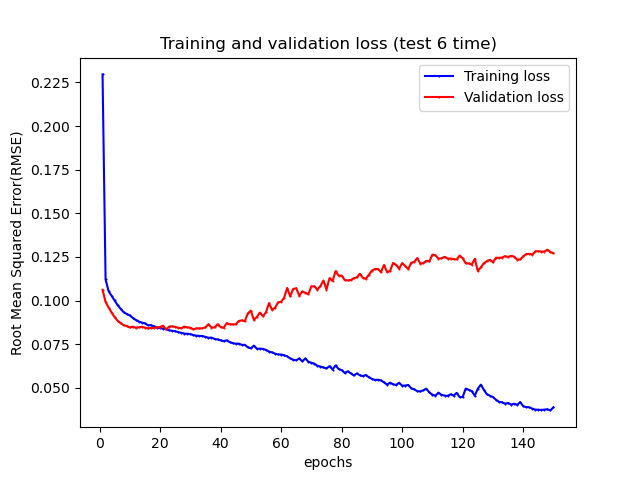 Training and validation loss (test 6 time)
Training loss
Validation loss
Root Mean Squared Error(RMSE)
0.225
0.200
0.175
0.150
0.125
0.100
0.075
0.050
0 20 40 60 80 100 120 140
epochs